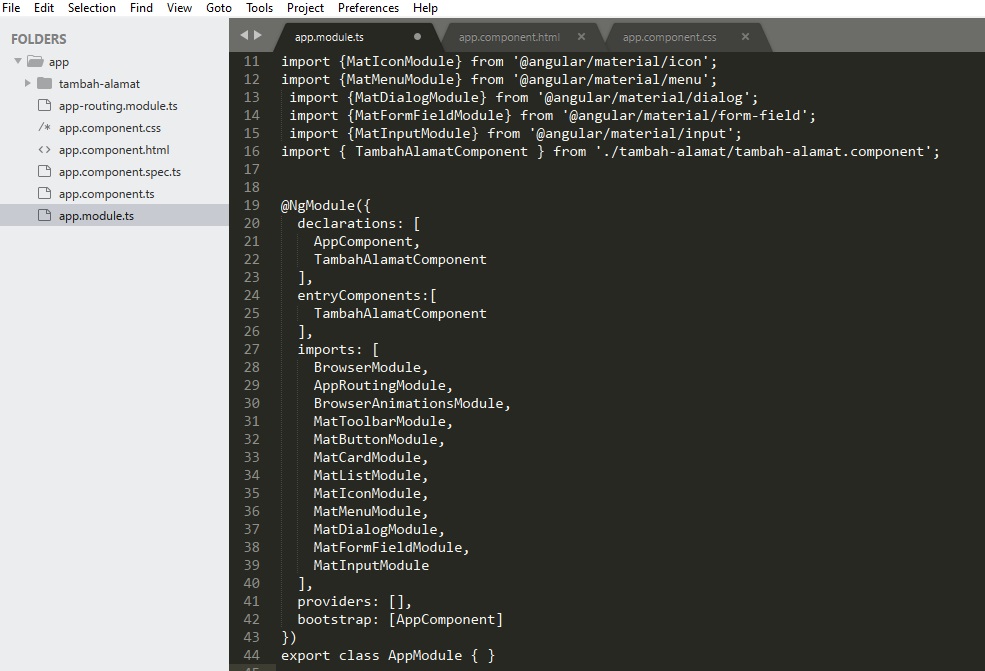 File Edit Selection Find View Goto Tools Project Preferences Help
FOLDERS
app
tambah-alamat
app-routing.module.ts
/* app.component.css
<> app.component.html
app.component.spec.ts
app.component.ts
app.module.ts
app.module.ts app.component.html app.component.css
11 import {MatIconModule} from '@angular/material/icon';
12 import {MatMenuModule} from '@angular/material/menu';
13  import {MatDialogModule} from '@angular/material/dialog';
14  import {MatFormFieldModule} from '@angular/material/form-field';
15  import {MatInputModule} from '@angular/material/input';
16 import { TambahAlamatComponent } from './tambah-alamat/tambah-alamat.component';
17
18
19 @NgModule({
20   declarations: [
21     AppComponent,
22     TambahAlamatComponent
23   ],
24   entryComponents:[
25     TambahAlamatComponent
26   ],
27   imports: [
28     BrowserModule,
29     AppRoutingModule,
30     BrowserAnimationsModule,
31     MatToolbarModule,
32     MatButtonModule,
33     MatCardModule,
34     MatListModule,
35     MatIconModule,
36     MatMenuModule,
37     MatDialogModule,
38     MatFormFieldModule,
39     MatInputModule
40   ],
41   providers: [],
42   bootstrap: [AppComponent]
43 })
44 export class AppModule { }